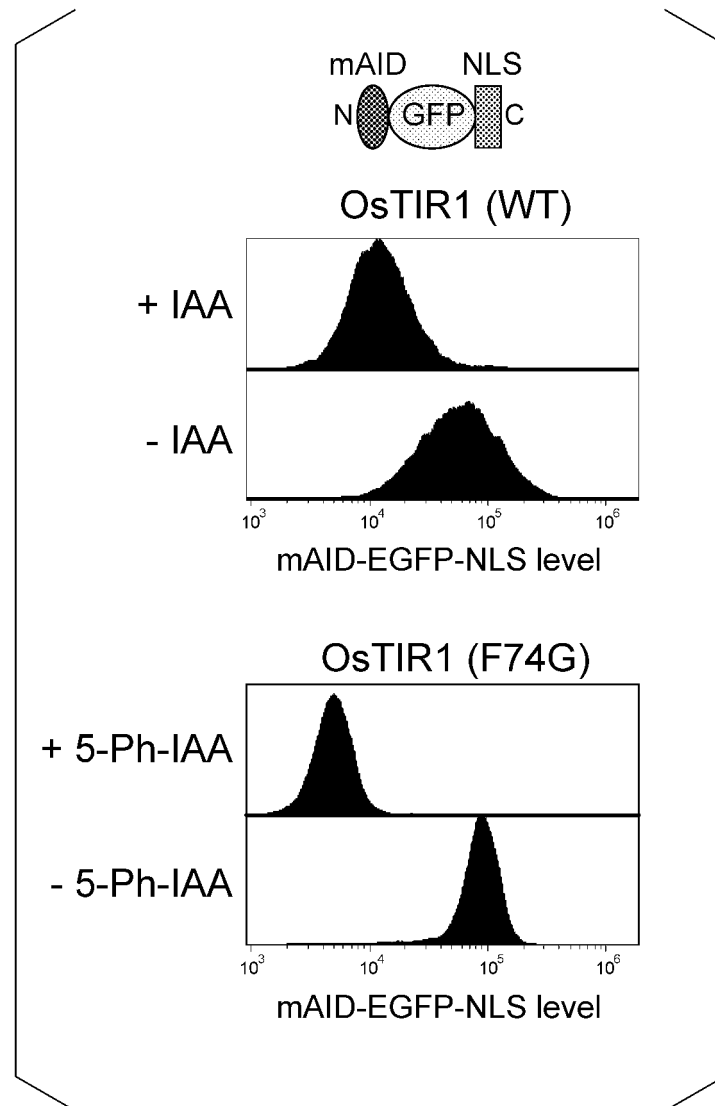 mAID NLS
N GFP C
OsTIR1 (WT)
+ IAA
- IAA
10³ 10⁴ 10⁵ 10⁶
mAID-EGFP-NLS level
OsTIR1 (F74G)
+ 5-Ph-IAA
- 5-Ph-IAA
10³ 10⁴ 10⁵ 10⁶
mAID-EGFP-NLS level